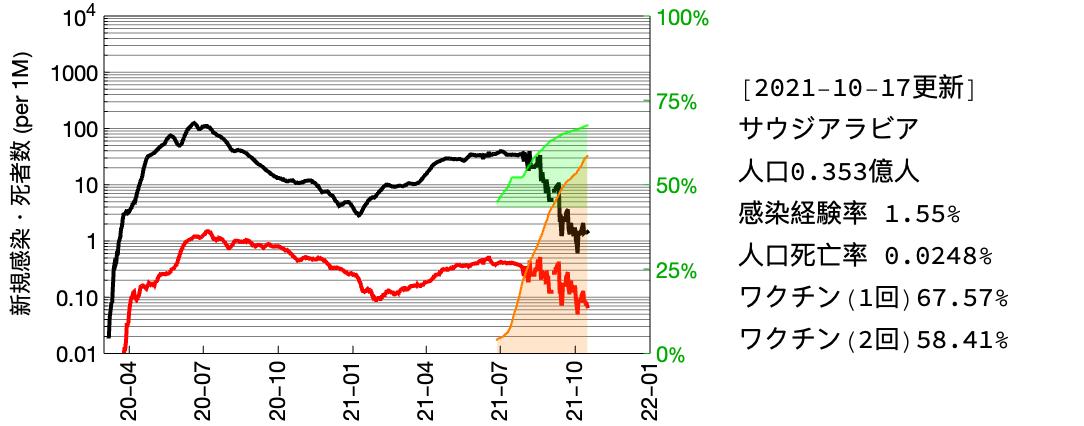 新規感染・死者数 (per 1M)
10^4
1000
100
10
1
0.10
0.01
100%
75%
50%
25%
0%
20-04
20-07
20-10
21-01
21-04
21-07
21-10
22-01
[2021-10-17更新]
サウジアラビア
人口0.353億人
感染経験率 1.55%
人口死亡率 0.0248%
ワクチン(1回)67.57%
ワクチン(2回)58.41%